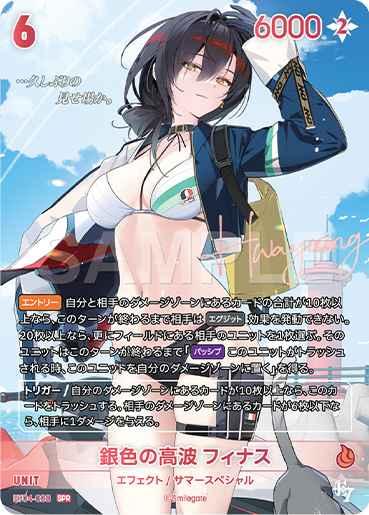 6
6000 2
…久しぶりの
見せ場か。
Hwayoung
SAMPLE
エントリー 自分と相手のダメージゾーンにあるカードの合計が10枚以
上なら、このターンが終わるまで相手は エグジット 効果を発動できない。
20枚以上なら、更にフィールドにある相手のユニットを1枚選ぶ。その
ユニットはこのターンが終わるまで「 パッシブ このユニットがトラッシュ
される時、このユニットを自分のダメージゾーンに置く」を得る。
トリガー / 自分のダメージゾーンにあるカードが10枚以上なら、このカ
ードをトラッシュする。相手のダメージゾーンにあるカードが6枚以下な
ら、相手に1ダメージを与える。
銀色の高波 フィナス
UNIT
エフェクト / サマースペシャル
SPR
©Smilegate